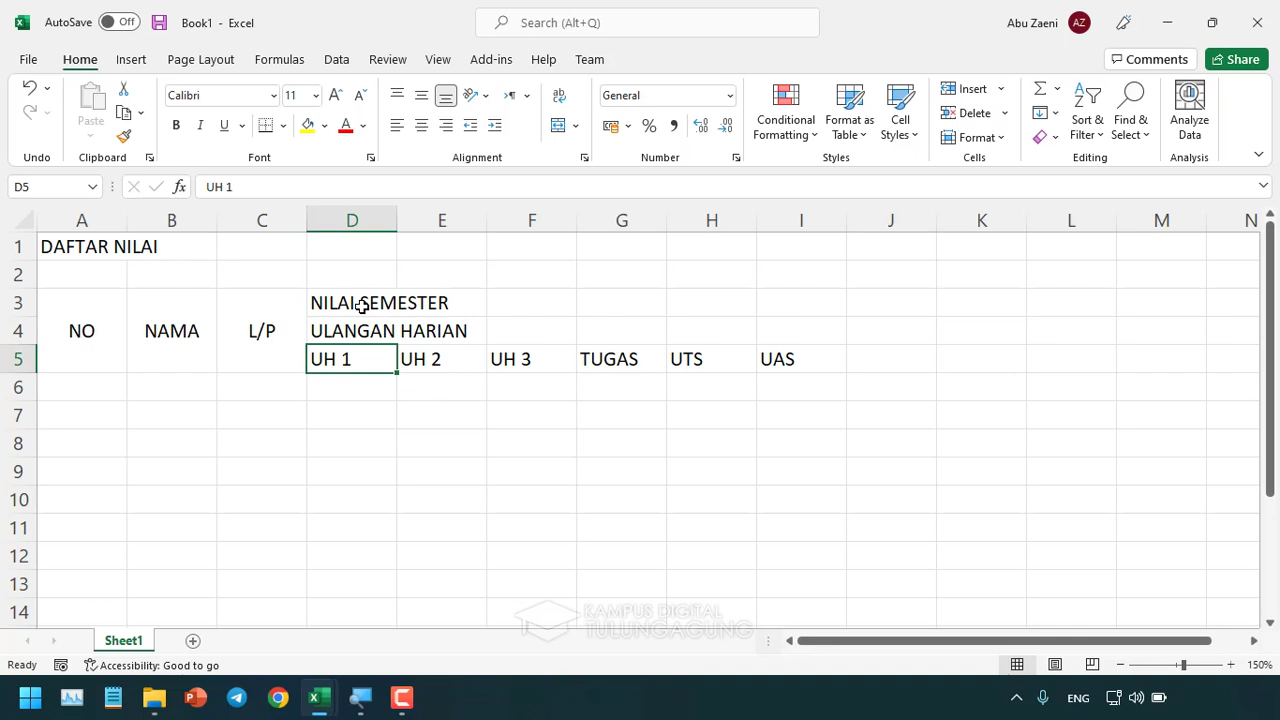 AutoSave Off Book1 - Excel Search (Alt+Q) Abu Zaeni AZ
File Home Insert Page Layout Formulas Data Review View Add-ins Help Team Comments Share
Paste Calibri 11 General Conditional Formatting Format as Table Cell Styles Insert Delete Format Sort & Filter Find & Select Analyze Data
Undo Clipboard Font Alignment Number Styles Cells Editing Analysis
D5 fx UH 1
A B C D E F G H I J K L M N
1 DAFTAR NILAI
2
3 NILAI SEMESTER
4 NO NAMA L/P ULANGAN HARIAN
5 UH 1 UH 2 UH 3 TUGAS UTS UAS
6
7
8
9
10
11
12
13
14
KAMPUS DIGITAL
TULUNGAGUNG
Sheet1
Ready Accessibility: Good to go 150%
ENG